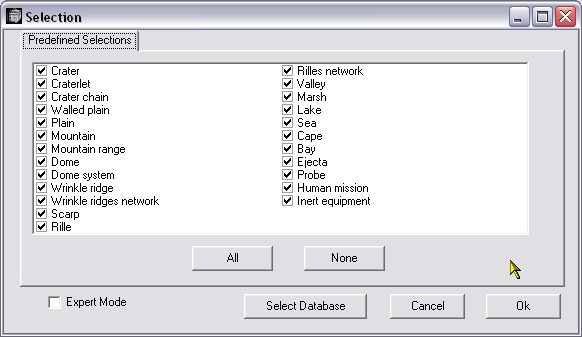 Selection
Predefined Selections
Crater
Craterlet
Crater chain
Walled plain
Plain
Mountain
Mountain range
Dome
Dome system
Wrinkle ridge
Wrinkle ridges network
Scarp
Rille
Rilles network
Valley
Marsh
Lake
Sea
Cape
Bay
Ejecta
Probe
Human mission
Inert equipment
All
None
Expert Mode
Select Database
Cancel
Ok